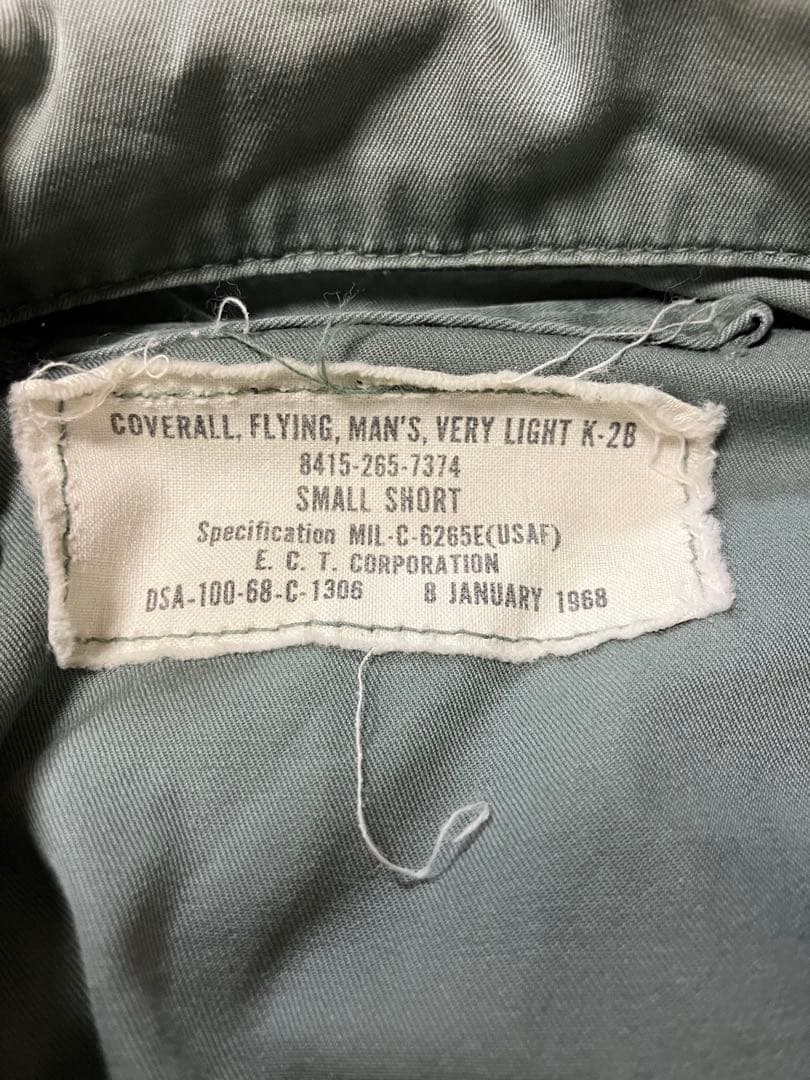 COVERALL, FLYING, MAN'S, VERY LIGHT K-2B
8415-265-7374
SMALL SHORT
Specification MIL-C-6265E(USAF)
E. C. T. CORPORATION
DSA-100-68-C-1306 8 JANUARY 1968